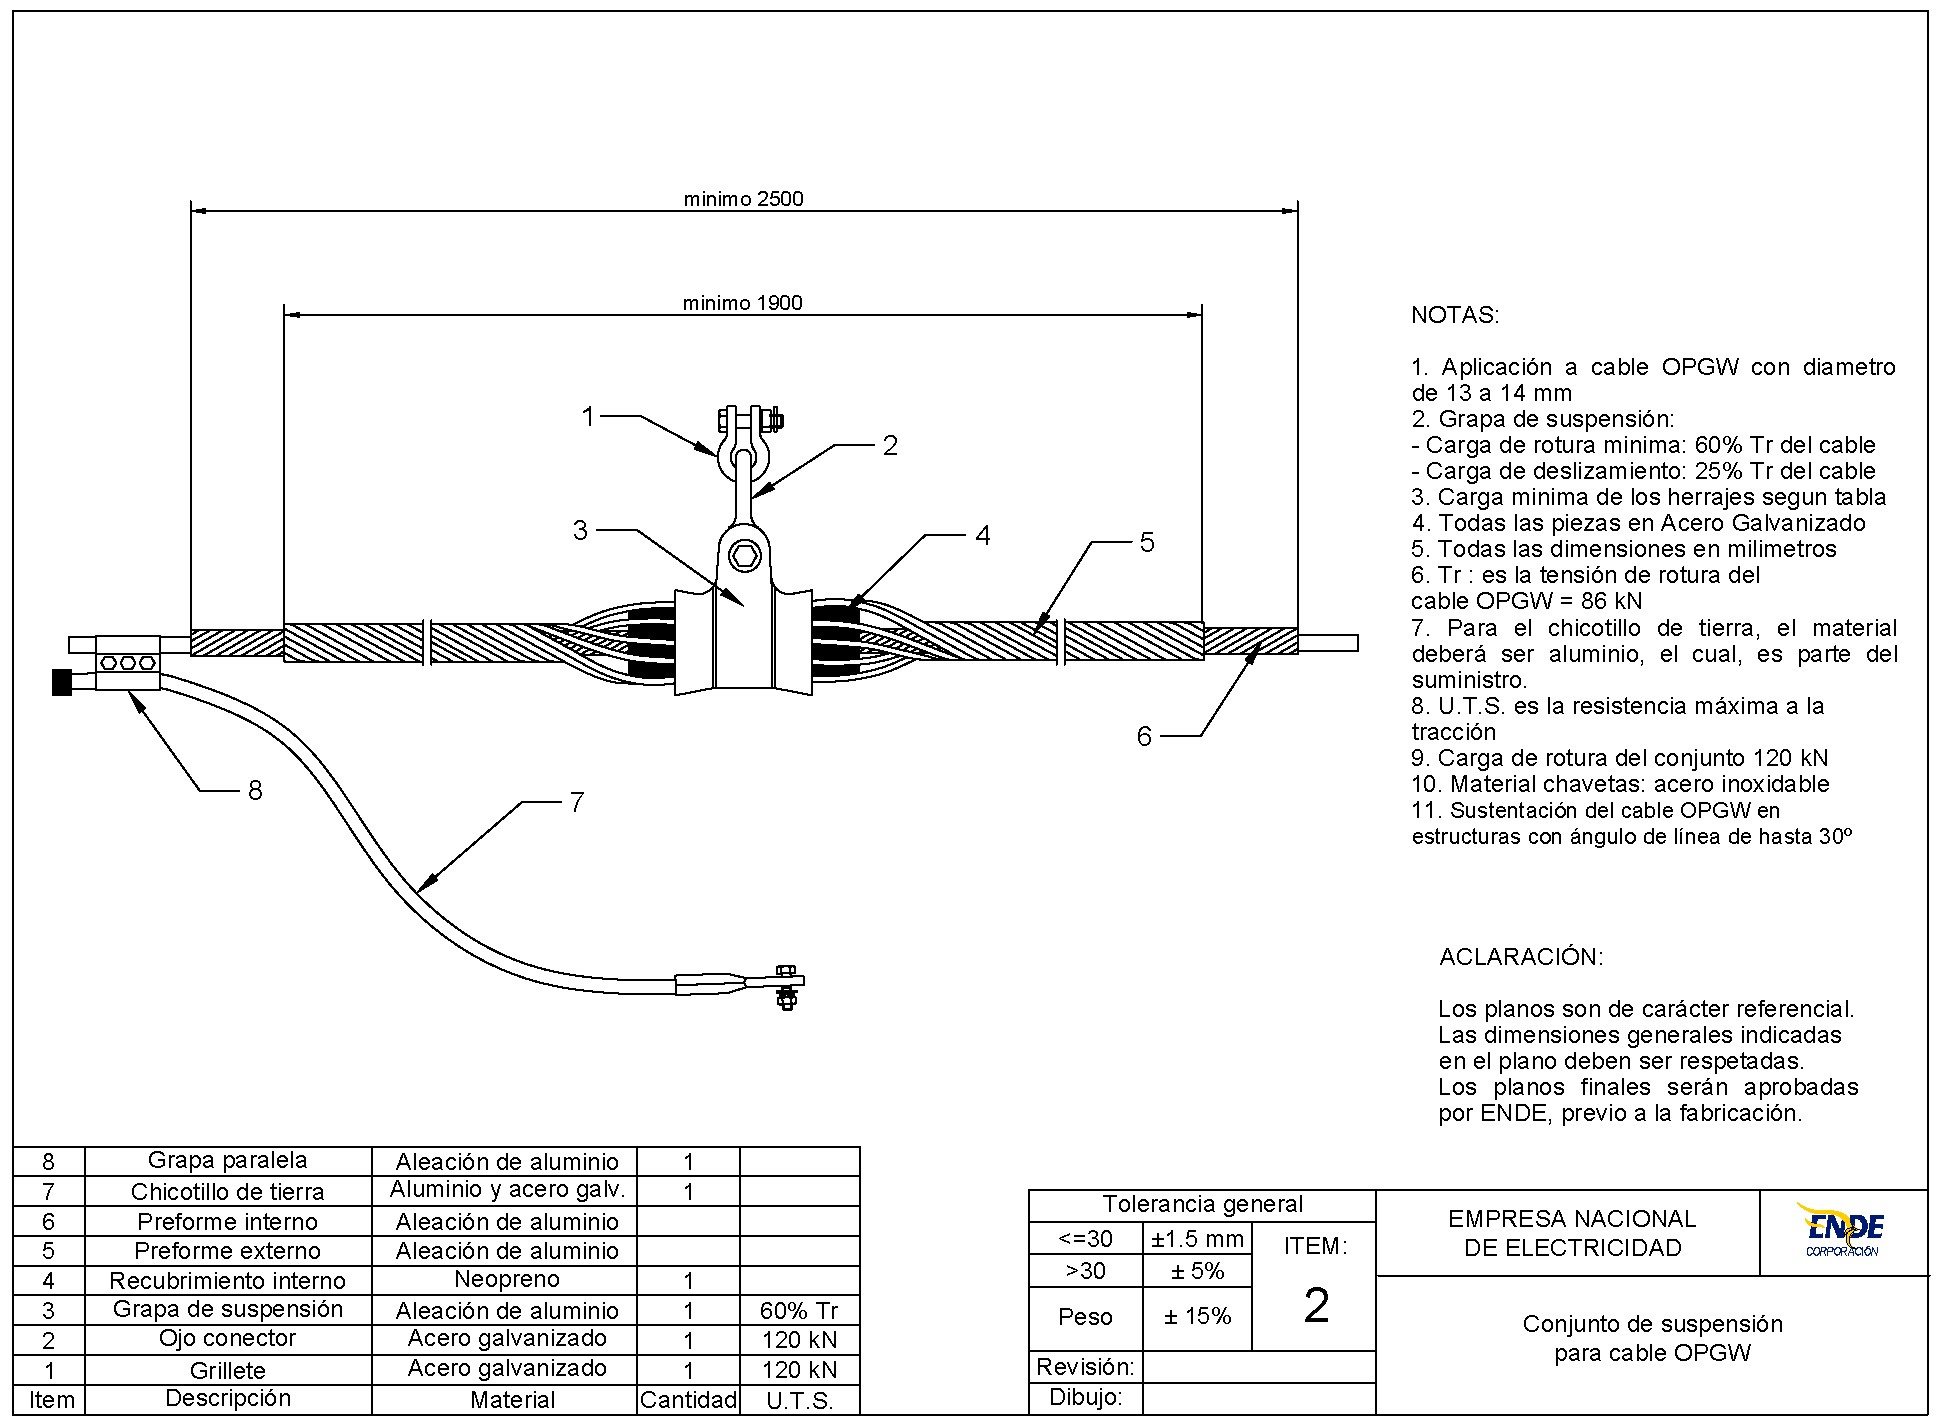 minimo 2500
minimo 1900
1
2
3
4
5
6
7
8
NOTAS:
1. Aplicación a cable OPGW con diametro
de 13 a 14 mm
2. Grapa de suspensión:
- Carga de rotura minima: 60% Tr del cable
- Carga de deslizamiento: 25% Tr del cable
3. Carga minima de los herrajes segun tabla
4. Todas las piezas en Acero Galvanizado
5. Todas las dimensiones en milimetros
6. Tr : es la tensión de rotura del
cable OPGW = 86 kN
7. Para el chicotillo de tierra, el material
deberá ser aluminio, el cual, es parte del
suministro.
8. U.T.S. es la resistencia máxima a la
tracción
9. Carga de rotura del conjunto 120 kN
10. Material chavetas: acero inoxidable
11. Sustentación del cable OPGW en
estructuras con ángulo de línea de hasta 30º
ACLARACIÓN:
Los planos son de carácter referencial.
Las dimensiones generales indicadas
en el plano deben ser respetadas.
Los planos finales serán aprobadas
por ENDE, previo a la fabricación.
8 Grapa paralela Aleación de aluminio 1
7 Chicotillo de tierra Aluminio y acero galv. 1
6 Preforme interno Aleación de aluminio
5 Preforme externo Aleación de aluminio
4 Recubrimiento interno Neopreno 1
3 Grapa de suspensión Aleación de aluminio 1 60% Tr
2 Ojo conector Acero galvanizado 1 120 kN
1 Grillete Acero galvanizado 1 120 kN
Item Descripción Material Cantidad U.T.S.
Tolerancia general
<=30 ±1.5 mm
>30 ± 5%
Peso ± 15%
ITEM:
2
Revisión:
Dibujo:
EMPRESA NACIONAL
DE ELECTRICIDAD
ENDE
CORPORACIÓN
Conjunto de suspensión
para cable OPGW